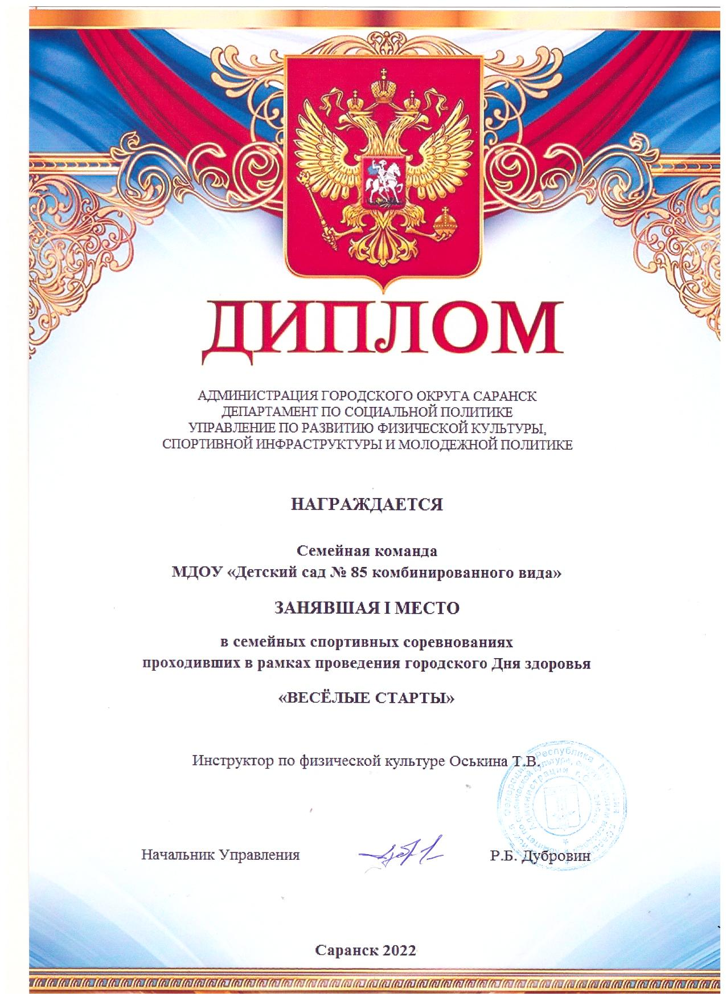 ДИПЛОМ
АДМИНИСТРАЦИЯ ГОРОДСКОГО ОКРУГА САРАНСК
ДЕПАРТАМЕНТ ПО СОЦИАЛЬНОЙ ПОЛИТИКЕ
УПРАВЛЕНИЕ ПО РАЗВИТИЮ ФИЗИЧЕСКОЙ КУЛЬТУРЫ,
СПОРТИВНОЙ ИНФРАСТРУКТУРЫ И МОЛОДЕЖНОЙ ПОЛИТИКЕ
НАГРАЖДАЕТСЯ
Семейная команда
МДОУ «Детский сад № 85 комбинированного вида»
ЗАНЯВШАЯ I МЕСТО
в семейных спортивных соревнованиях
проходивших в рамках проведения городского Дня здоровья
«ВЕСЁЛЫЕ СТАРТЫ»
Инструктор по физической культуре Оськина Т.В.
Республика
Администрации г.
Начальник Управления
Р.Б. Дубровин
Саранск 2022